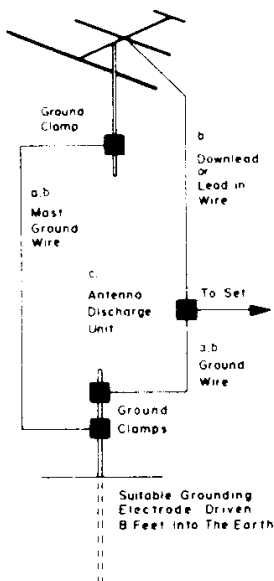 Ground
Clamp
b
Downlead
or
Lead in
Wire
a.b
Mast
Ground
Wire
c.
Antenna
Discharge
Unit
To Set
a.b
Ground
Wire
Ground
Clamps
Suitable Grounding
Electrode Driven
8 Feet Into The Earth